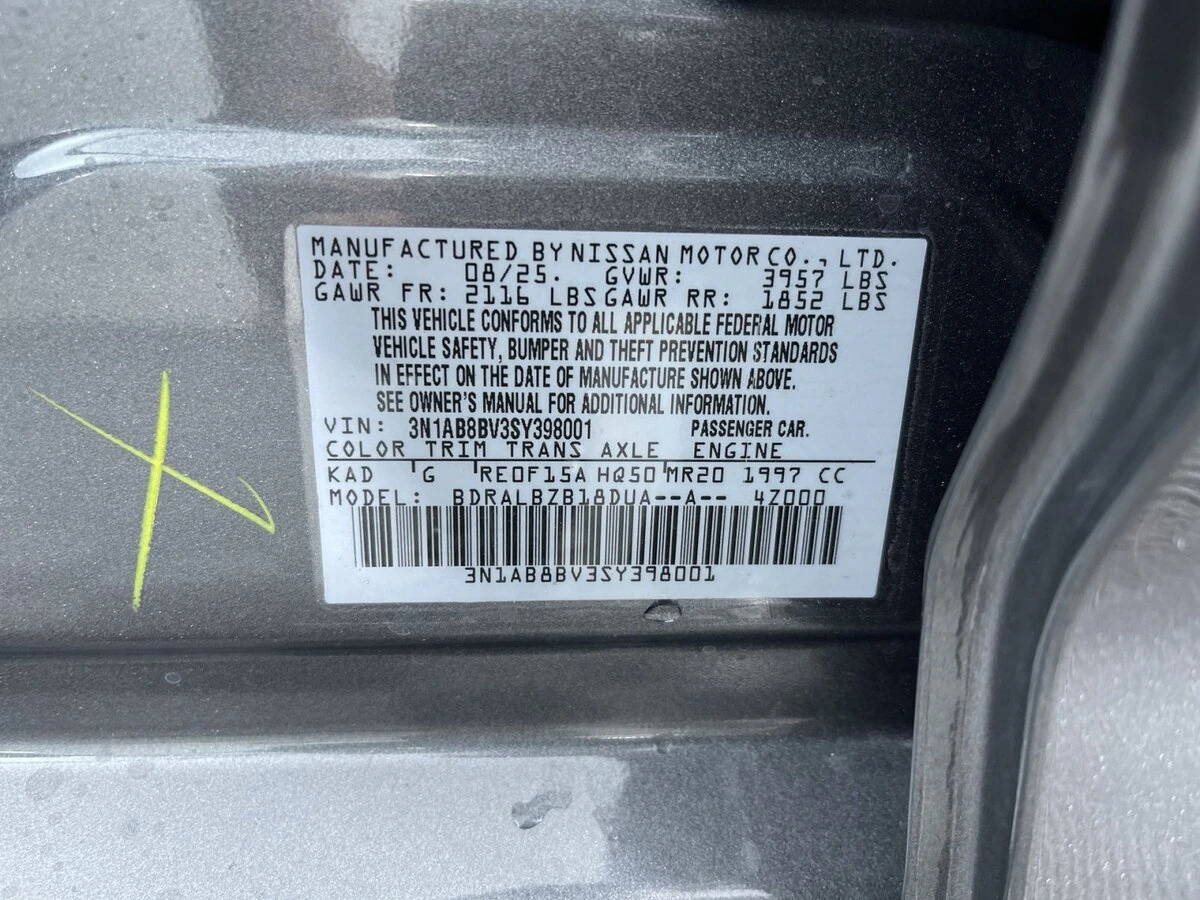 MANUFACTURED BY NISSAN MOTOR CO., LTD.
DATE: 08/25. GVWR: 3957 LBS
GAWR FR: 2116 LBS GAWR RR: 1852 LBS
THIS VEHICLE CONFORMS TO ALL APPLICABLE FEDERAL MOTOR
VEHICLE SAFETY, BUMPER AND THEFT PREVENTION STANDARDS
IN EFFECT ON THE DATE OF MANUFACTURE SHOWN ABOVE.
SEE OWNER'S MANUAL FOR ADDITIONAL INFORMATION.
VIN: 3N1AB8BV3SY398001 PASSENGER CAR.
COLOR TRIM TRANS AXLE ENGINE
KAD G RE0F15A HQ50 MR20 1997 CC
MODEL: BDRALBZB18DUA--A-- 4Z000
3N1AB8BV3SY398001